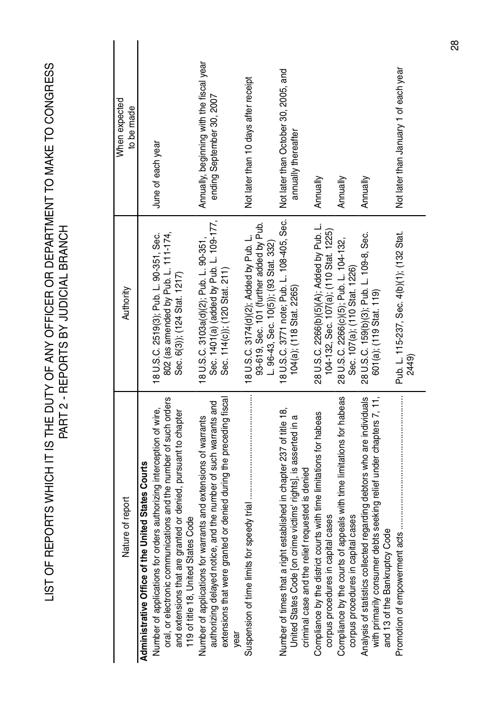 LIST OF REPORTS WHICH IT IS THE DUTY OF ANY OFFICER OR DEPARTMENT TO MAKE TO CONGRESS
PART 2 - REPORTS BY JUDICIAL BRANCH
Nature of report
Authority
When expected
to be made
Administrative Office of the United States Courts
Number of applications for orders authorizing interception of wire,
oral, or electronic communications and the number of such orders
and extensions that are granted or denied, pursuant to chapter
119 of title 18, United States Code
18 U.S.C. 2519(3); Pub. L. 90-351, Sec.
802 (as amended by Pub. L. 111-174,
Sec. 6(3)); (124 Stat. 1217)
June of each year
Number of applications for warrants and extensions of warrants
authorizing delayed notice, and the number of such warrants and
extensions that were granted or denied during the preceding fiscal
year
18 U.S.C. 3103a(d)(2); Pub. L. 90-351,
Sec. 1401(a) (added by Pub. L. 109-177,
Sec. 114(c)); (120 Stat. 211)
Annually, beginning with the fiscal year
ending September 30, 2007
Suspension of time limits for speedy trial
18 U.S.C. 3174(d)(2); Added by Pub. L.
93-619, Sec. 101 (further added by Pub.
L. 96-43, Sec. 10(5)); (93 Stat. 332)
Not later than 10 days after receipt
Number of times that a right established in chapter 237 of title 18,
United States Code [on crime victims rights], is asserted in a
criminal case and the relief requested is denied
18 U.S.C. 3771 note; Pub. L. 108-405, Sec.
104(a); (118 Stat. 2265)
Not later than October 30, 2005, and
annually thereafter
Compliance by the district courts with time limitations for habeas
corpus procedures in capital cases
28 U.S.C. 2266(b)(5)(A); Added by Pub. L.
104-132, Sec. 107(a); (110 Stat. 1225)
Annually
Compliance by the courts of appeals with time limitations for habeas
corpus procedures in capital cases
28 U.S.C. 2266(c)(5); Pub. L. 104-132,
Sec. 107(a); (110 Stat. 1226)
Annually
Analysis of statistics collected regarding debtors who are individuals
with primarily consumer debts seeking relief under chapters 7, 11,
and 13 of the Bankruptcy Code
28 U.S.C. 159(b)(3); Pub. L. 109-8, Sec.
601(a); (119 Stat. 119)
Annually
Promotion of empowerment acts
Pub. L. 115-237, Sec. 4(b)(1); (132 Stat.
2449)
Not later than January 1 of each year
28